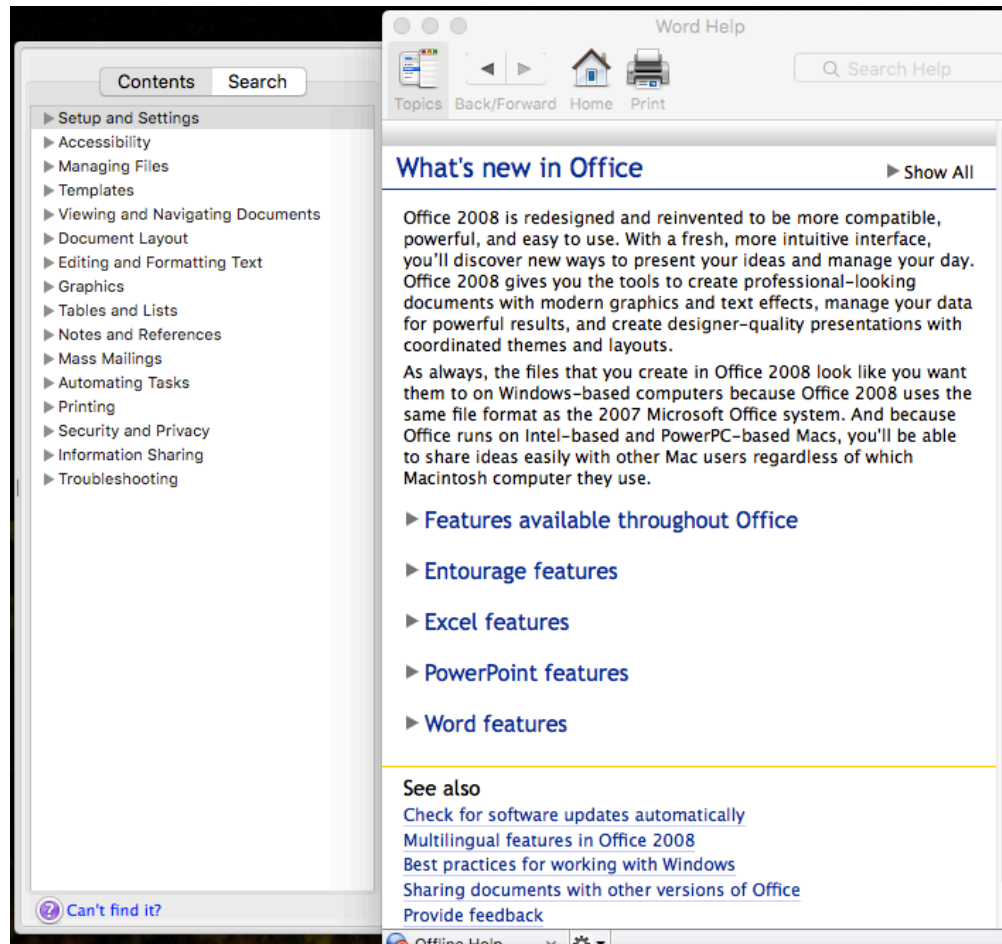 Contents Search
Setup and Settings
Accessibility
Managing Files
Templates
Viewing and Navigating Documents
Document Layout
Editing and Formatting Text
Graphics
Tables and Lists
Notes and References
Mass Mailings
Automating Tasks
Printing
Security and Privacy
Information Sharing
Troubleshooting
Can't find it?
Word Help
Search Help
Topics Back/Forward Home Print
What's new in Office
Show All
Office 2008 is redesigned and reinvented to be more compatible,
powerful, and easy to use. With a fresh, more intuitive interface,
you'll discover new ways to present your ideas and manage your day.
Office 2008 gives you the tools to create professional-looking
documents with modern graphics and text effects, manage your data
for powerful results, and create designer-quality presentations with
coordinated themes and layouts.
As always, the files that you create in Office 2008 look like you want
them to on Windows-based computers because Office 2008 uses the
same file format as the 2007 Microsoft Office system. And because
Office runs on Intel-based and PowerPC-based Macs, you'll be able
to share ideas easily with other Mac users regardless of which
Macintosh computer they use.
Features available throughout Office
Entourage features
Excel features
PowerPoint features
Word features
See also
Check for software updates automatically
Multilingual features in Office 2008
Best practices for working with Windows
Sharing documents with other versions of Office
Provide feedback
Offline Help